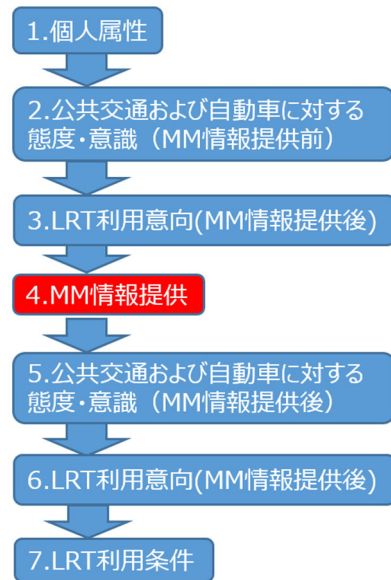 1.個人属性
2.公共交通および自動車に対する
態度・意識（MM情報提供前）
3.LRT利用意向(MM情報提供後)
4.MM情報提供
5.公共交通および自動車に対する
態度・意識（MM情報提供後）
6.LRT利用意向(MM情報提供後)
7.LRT利用条件